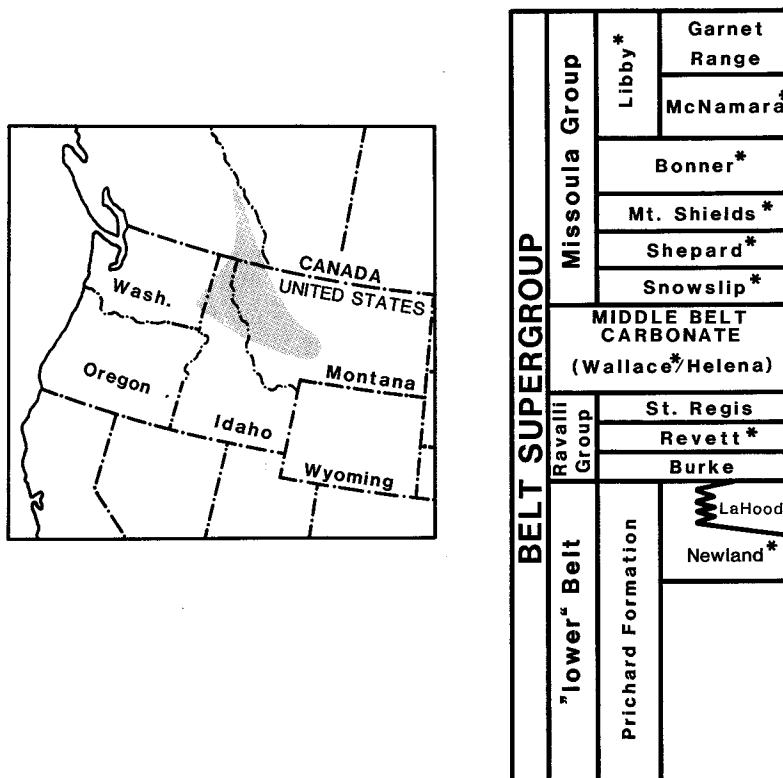 CANADA
UNITED STATES
Wash.
Oregon
Idaho
Montana
Wyoming
BELT SUPERGROUP
Missoula Group
Libby*
Garnet
Range
McNamara*
Bonner*
Mt. Shields*
Shepard*
Snowslip*
MIDDLE BELT
CARBONATE
(Wallace*/Helena)
Ravalli
Group
St. Regis
Revett*
Burke
"lower" Belt
Prichard Formation
LaHood
Newland*